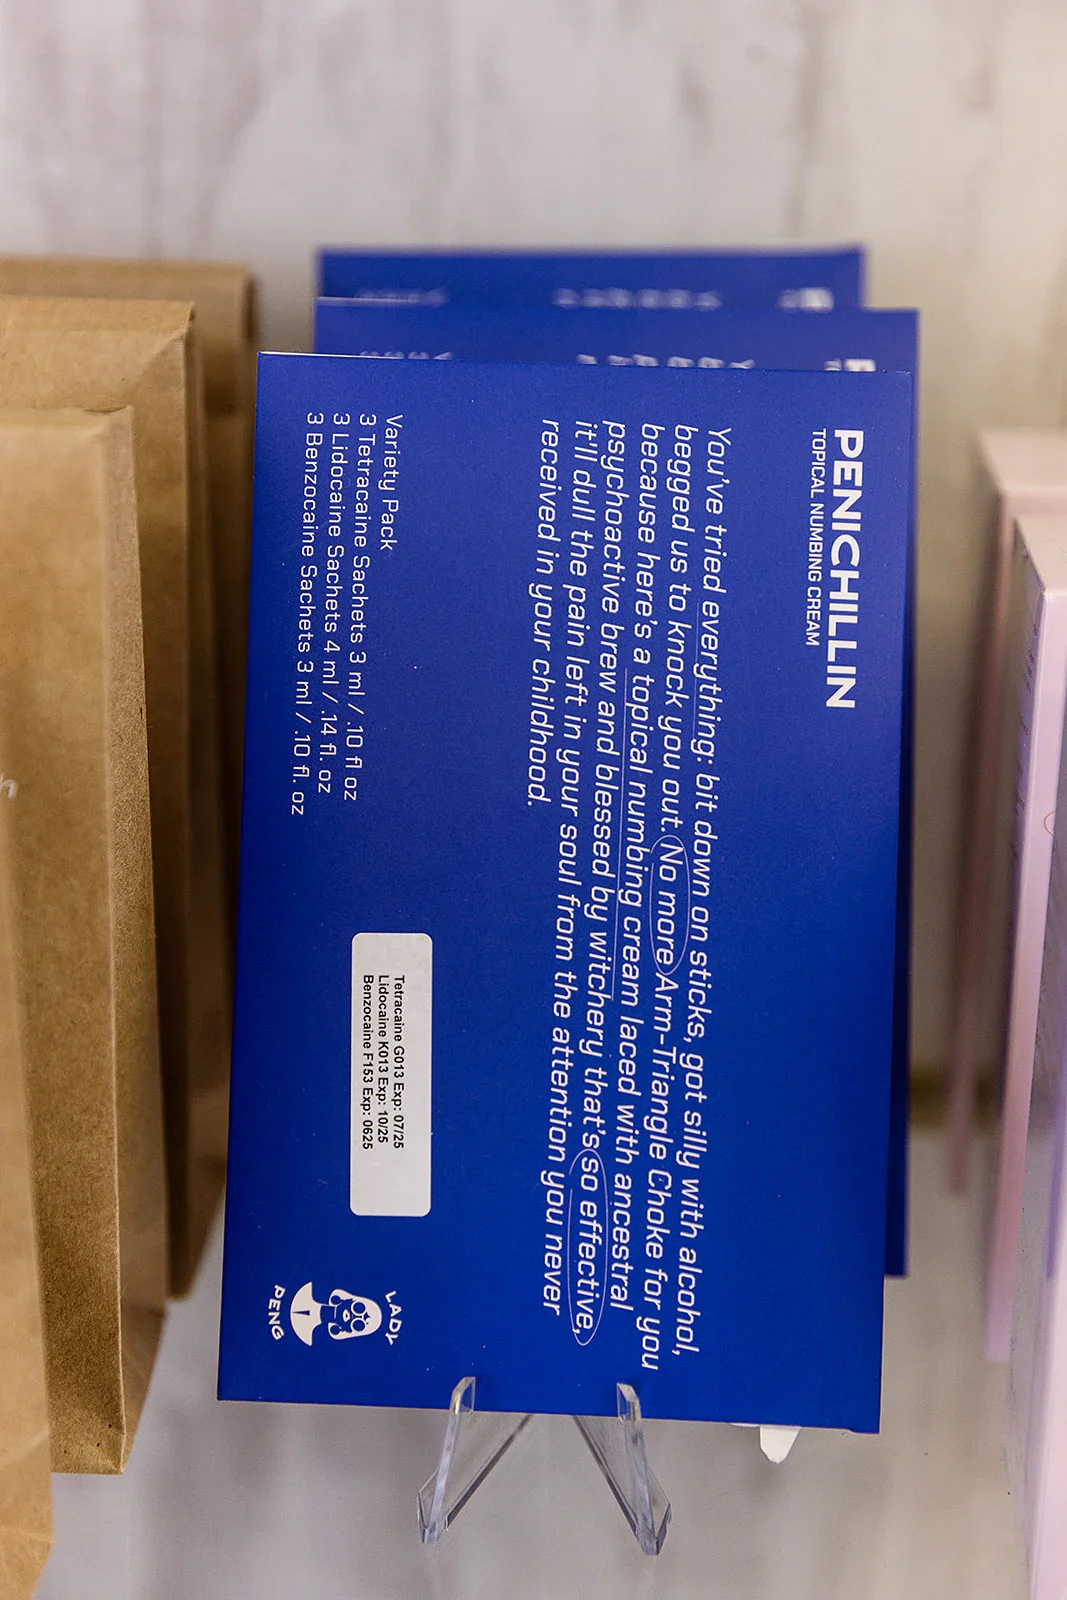 PENICHILLIN
TOPICAL NUMBING CREAM
You've tried everything: bit down on sticks, got silly with alcohol,
begged us to knock you out. No more Arm-Triangle Choke for you
because here's a topical numbing cream laced with ancestral
psychoactive brew and blessed by witchery that's so effective,
it'll dull the pain left in your soul from the attention you never
received in your childhood.
Variety Pack
3 Tetracaine Sachets 3 ml / .10 fl oz
3 Lidocaine Sachets 4 ml / .14 fl. oz
3 Benzocaine Sachets 3 ml / .10 fl. oz
Tetracaine G013 Exp: 07/25
Lidocaine K013 Exp: 10/25
Benzocaine F153 Exp: 0625
LADY
PENG